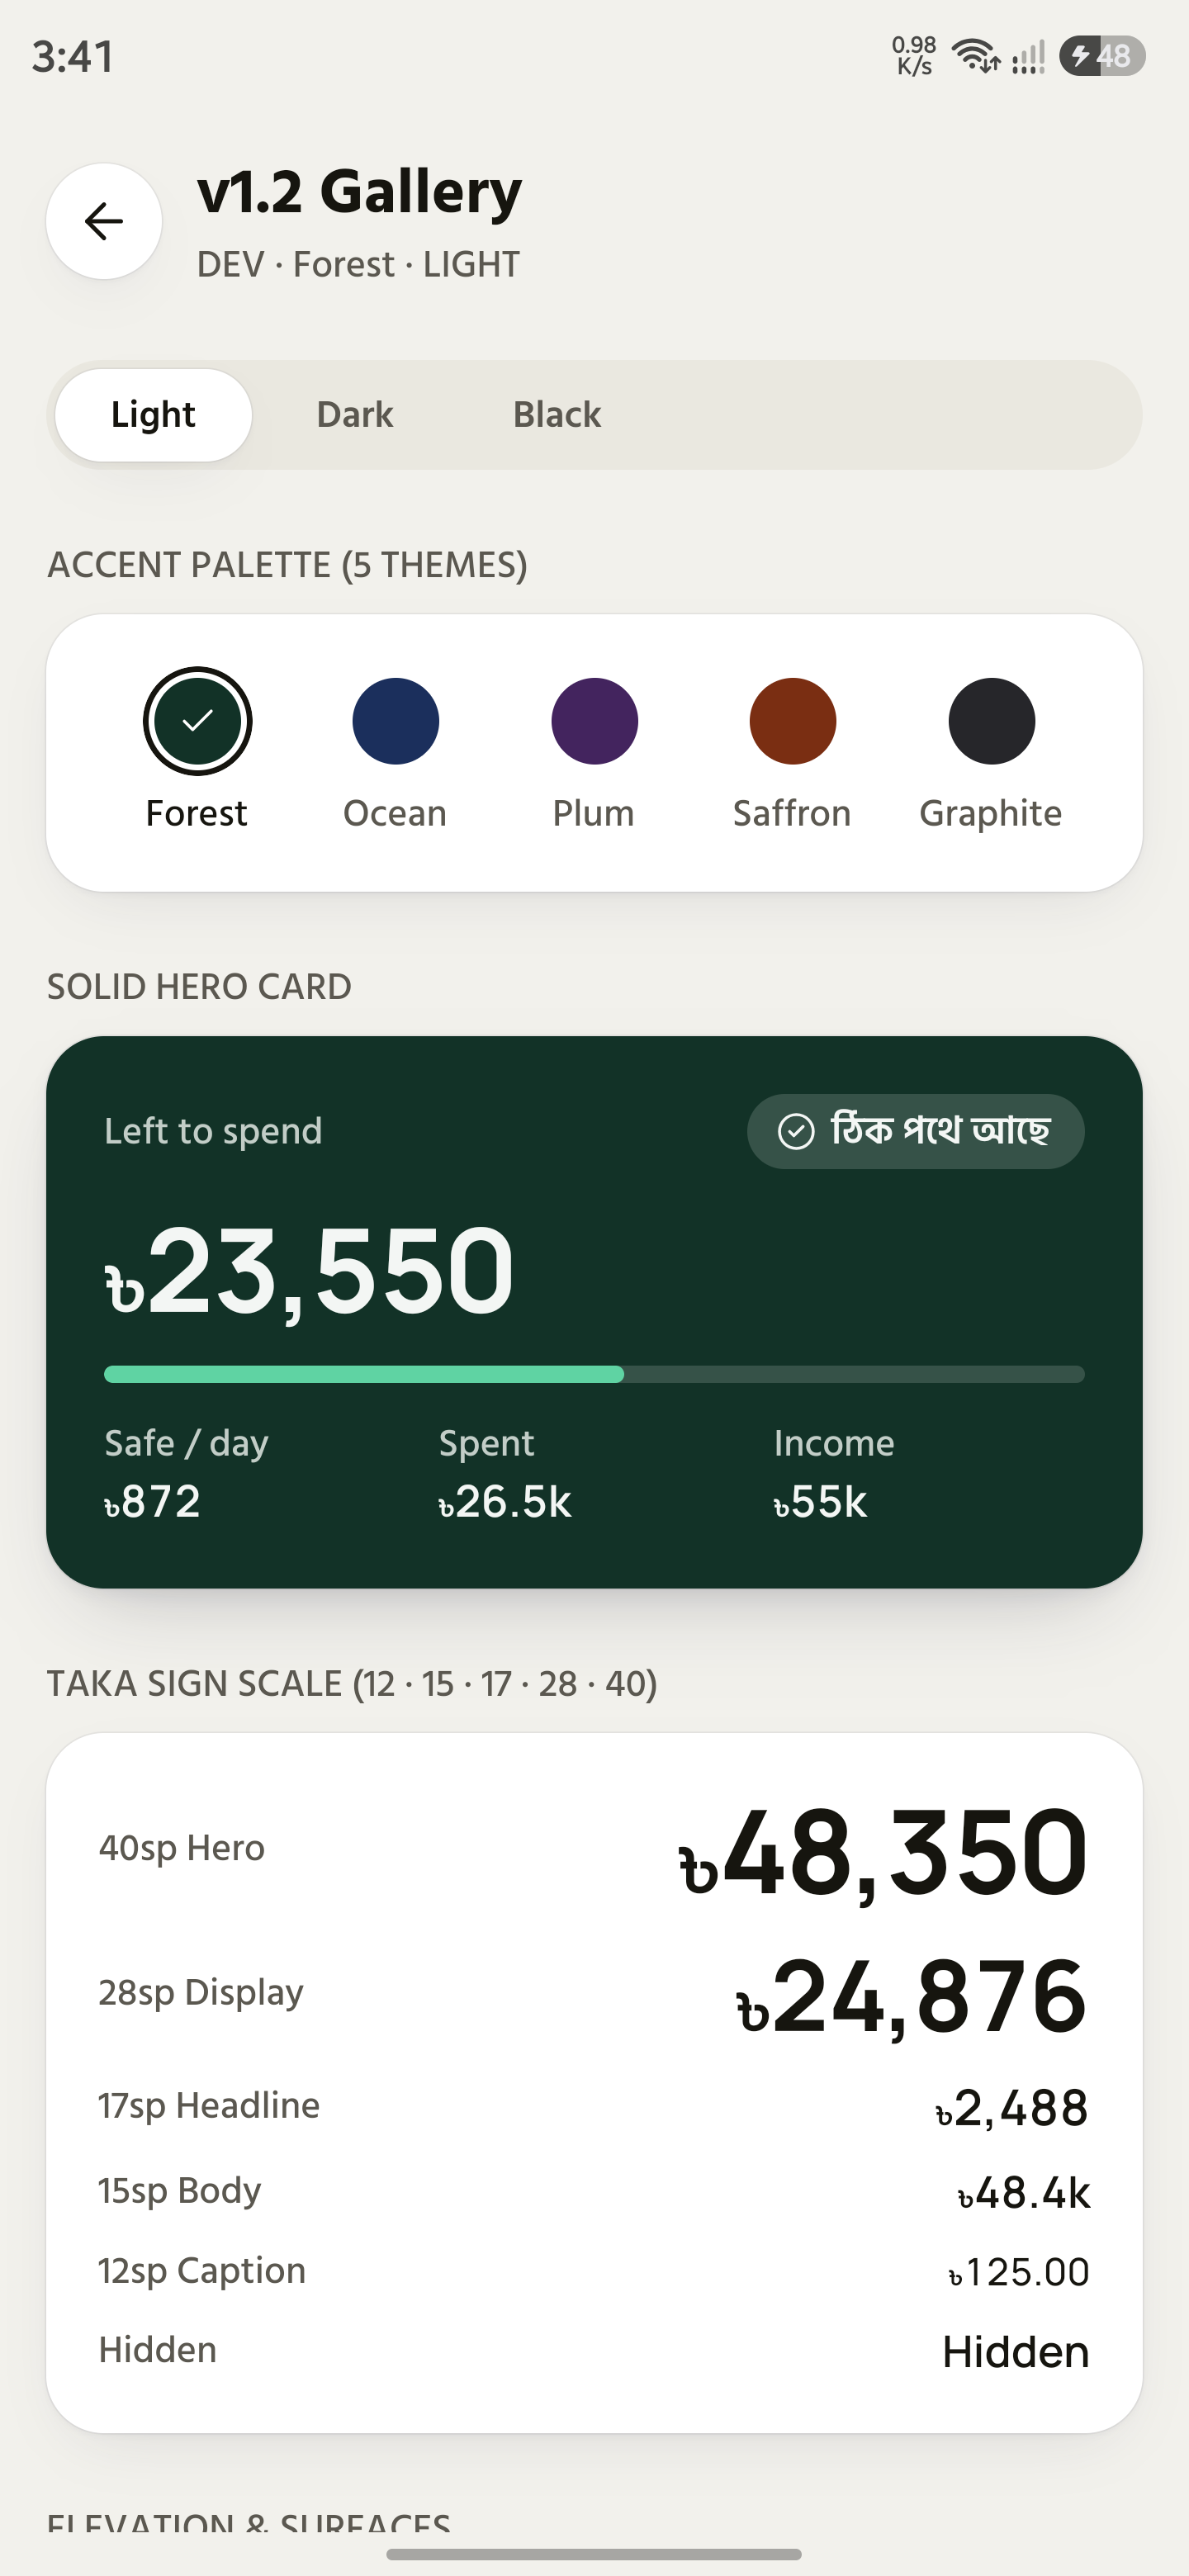 3:41
0.98
K/s
48
v1.2 Gallery
DEV · Forest · LIGHT
Light Dark Black
ACCENT PALETTE (5 THEMES)
Forest Ocean Plum Saffron Graphite
SOLID HERO CARD
Left to spend ঠিক পথে আছে
৳23,550
Safe / day Spent Income
৳872 ৳26.5k ৳55k
TAKA SIGN SCALE (12 · 15 · 17 · 28 · 40)
40sp Hero ৳48,350
28sp Display ৳24,876
17sp Headline ৳2,488
15sp Body ৳48.4k
12sp Caption ৳125.00
Hidden Hidden
ELEVATION & SURFACES